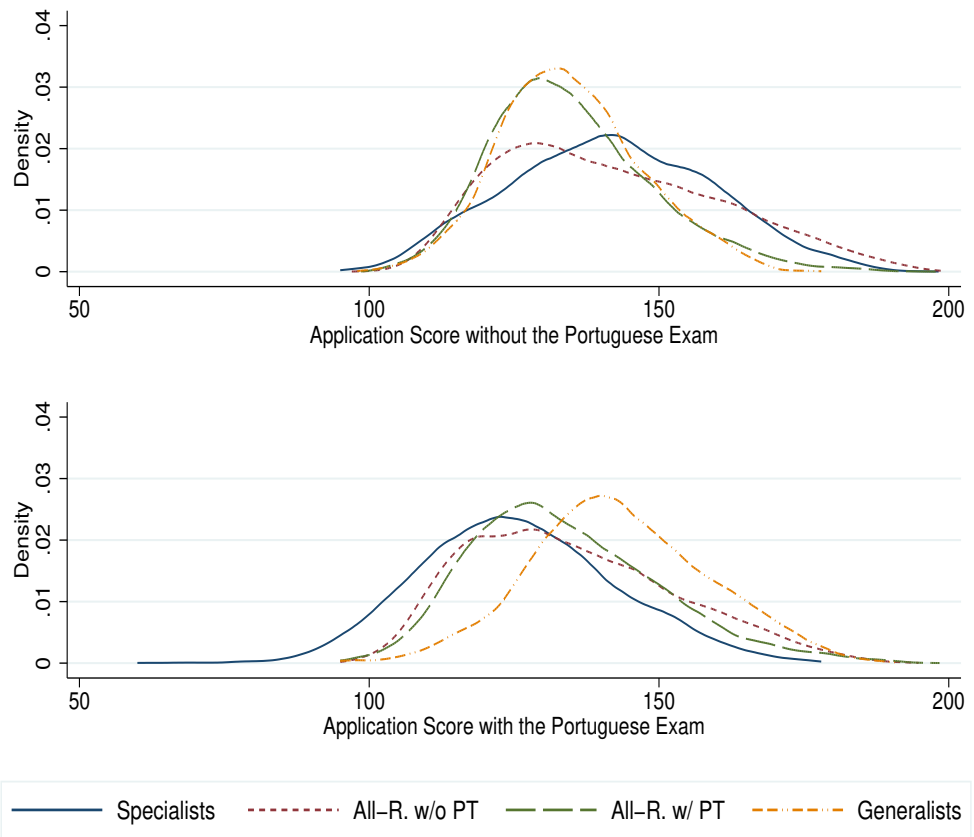 .04
.03
.02
.01
0
Density
50 100 150 200
Application Score without the Portuguese Exam
.04
.03
.02
.01
0
Density
50 100 150 200
Application Score with the Portuguese Exam
Specialists All–R. w/o PT All–R. w/ PT Generalists